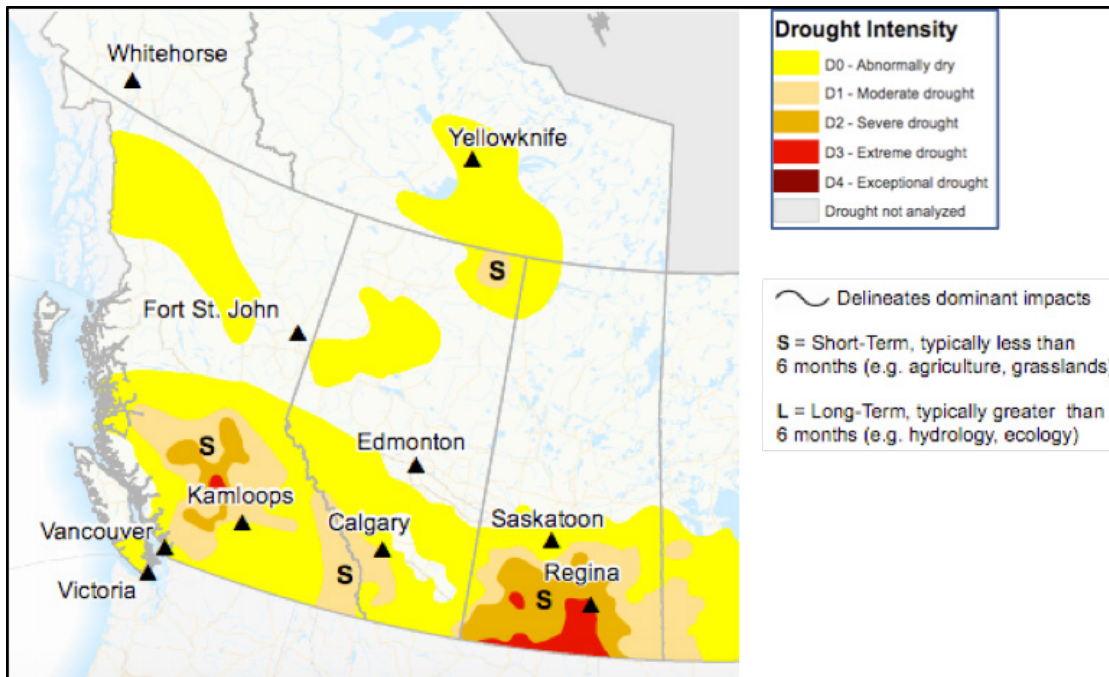 Whitehorse
Yellowknife
Fort St. John
S
Edmonton
S
Kamloops
Calgary
Saskatoon
Vancouver
S
Regina
S
Victoria
Drought Intensity
D0 - Abnormally dry
D1 - Moderate drought
D2 - Severe drought
D3 - Extreme drought
D4 - Exceptional drought
Drought not analyzed
Delineates dominant impacts
S = Short-Term, typically less than
6 months (e.g. agriculture, grasslands)
L = Long-Term, typically greater than
6 months (e.g. hydrology, ecology)